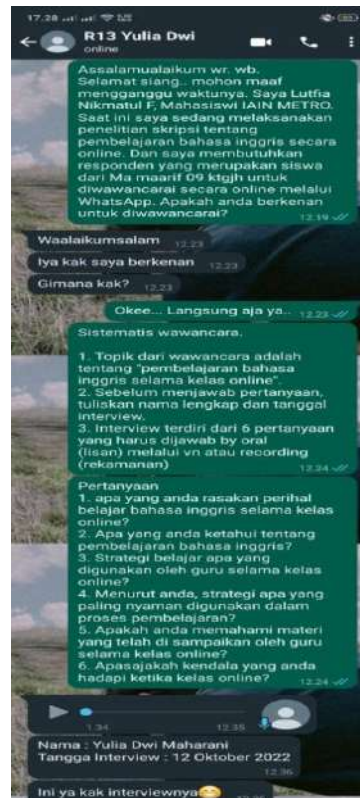 17.28
R13 Yulia Dwi
online
Assalamualaikum wr. wb.
Selamat siang.. mohon maaf
mengganggu waktunya. Saya Lutfia
Nikmatul F, Mahasiswi IAIN METRO.
Saat ini saya sedang melaksanakan
penelitian skripsi tentang
pembelajaran bahasa inggris secara
online. Dan saya membutuhkan
responden yang merupakan siswa
dari Ma maarif 09 ktgjh untuk
diwawancarai secara online melalui
WhatsApp. Apakah anda berkenan
untuk diwawancarai?
12.19
Waalaikumsalam 12.23
Iya kak saya berkenan 12.23
Gimana kak? 12.23
Okee... Langsung aja ya.. 12.23
Sistematis wawancara.
1. Topik dari wawancara adalah
tentang "pembelajaran bahasa
inggris selama kelas online".
2. Sebelum menjawab pertanyaan,
tuliskan nama lengkap dan tanggal
interview.
3. Interview terdiri dari 6 pertanyaan
yang harus dijawab by oral
(lisan) melalui vn atau recording
(rekamanan)
12.24
Pertanyaan
1. apa yang anda rasakan perihal
belajar bahasa inggris selama kelas
online?
2. Apa yang anda ketahui tentang
pembelajaran bahasa inggris?
3. Strategi belajar apa yang
digunakan oleh guru selama kelas
online?
4. Menurut anda, strategi apa yang
paling nyaman digunakan dalam
proses pembelajaran?
5. Apakah anda memahami materi
yang telah di sampaikan oleh guru
selama kelas online?
6. Apasajakah kendala yang anda
hadapi ketika kelas online?
12.24
1.34 12.35
Nama : Yulia Dwi Maharani
Tangga Interview : 12 Oktober 2022
12.36
Ini ya kak interviewnya😁